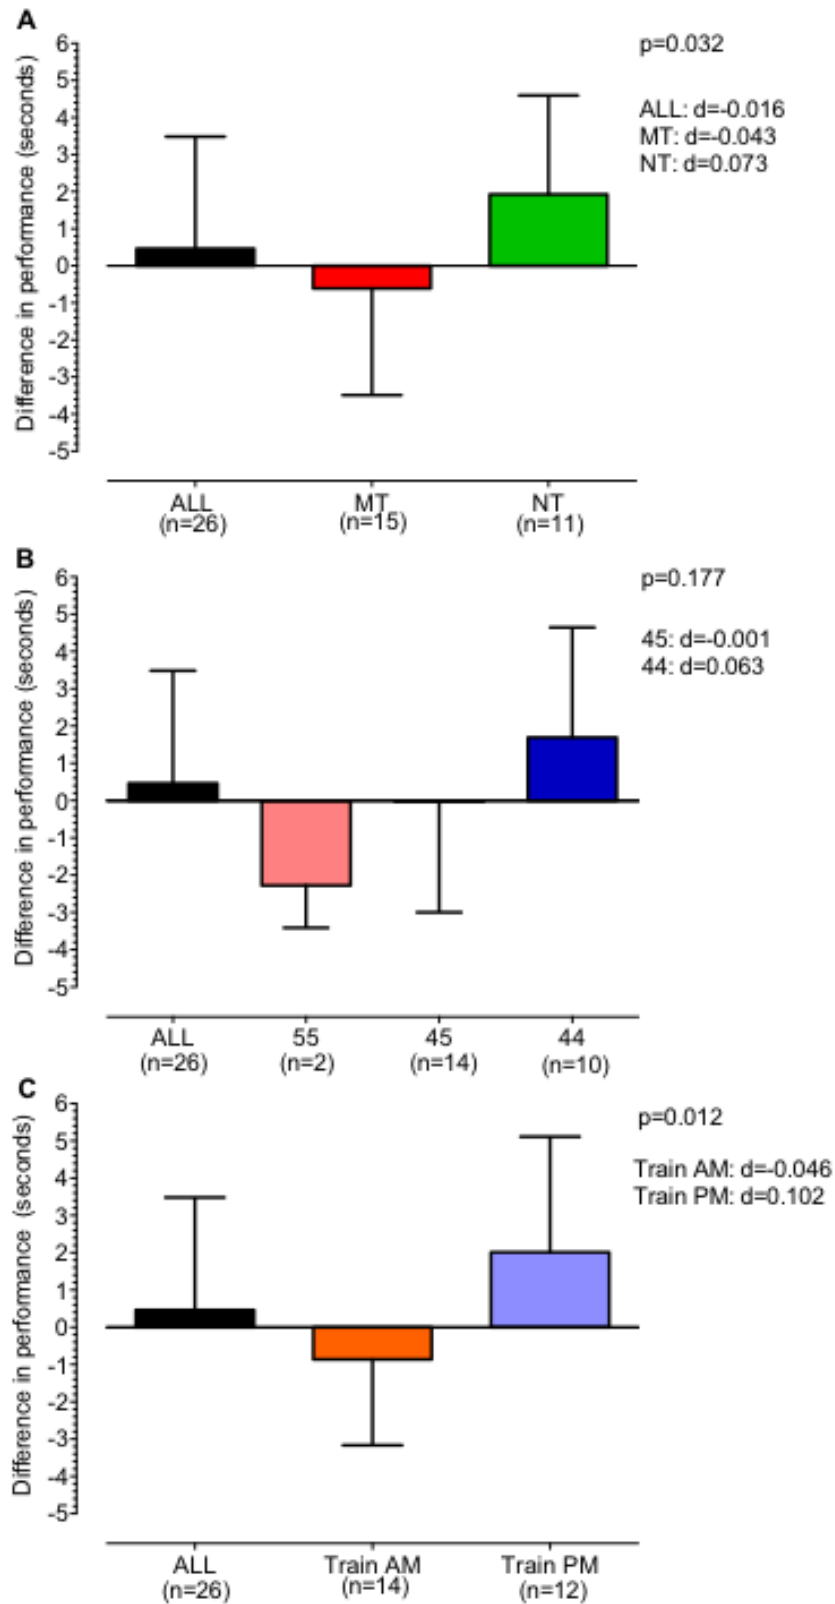 A
Difference in performance (seconds)
6
5
4
3
2
1
0
-1
-2
-3
-4
-5
p=0.032
ALL: d=-0.016
MT: d=-0.043
NT: d=0.073
ALL MT NT
(n=26) (n=15) (n=11)
B
Difference in performance (seconds)
6
5
4
3
2
1
0
-1
-2
-3
-4
-5
p=0.177
45: d=-0.001
44: d=0.063
ALL 55 45 44
(n=26) (n=2) (n=14) (n=10)
C
Difference in performance (seconds)
6
5
4
3
2
1
0
-1
-2
-3
-4
-5
p=0.012
Train AM: d=-0.046
Train PM: d=0.102
ALL Train AM Train PM
(n=26) (n=14) (n=12)